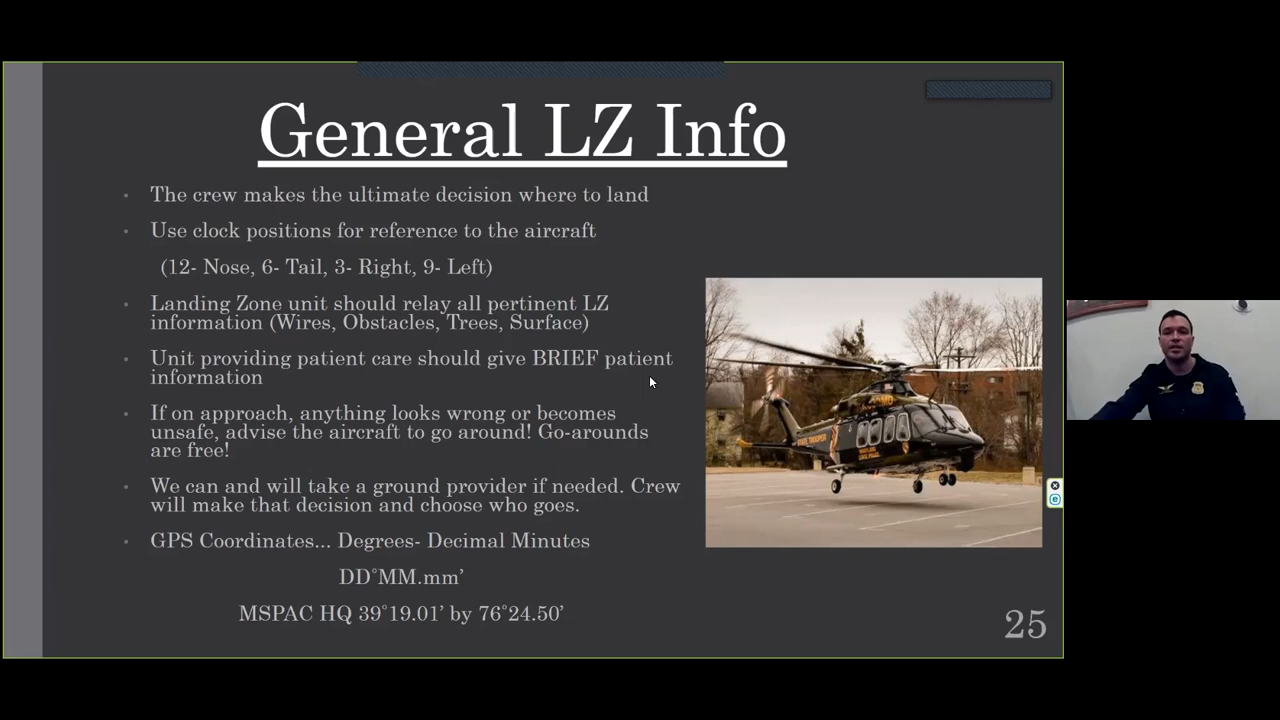 General LZ Info
The crew makes the ultimate decision where to land
Use clock positions for reference to the aircraft
(12- Nose, 6- Tail, 3- Right, 9- Left)
Landing Zone unit should relay all pertinent LZ
information (Wires, Obstacles, Trees, Surface)
Unit providing patient care should give BRIEF patient
information
If on approach, anything looks wrong or becomes
unsafe, advise the aircraft to go around! Go-arounds
are free!
We can and will take a ground provider if needed. Crew
will make that decision and choose who goes.
GPS Coordinates... Degrees- Decimal Minutes
DD°MM.mm’
MSPAC HQ 39°19.01’ by 76°24.50’
STATE TROOPER
25